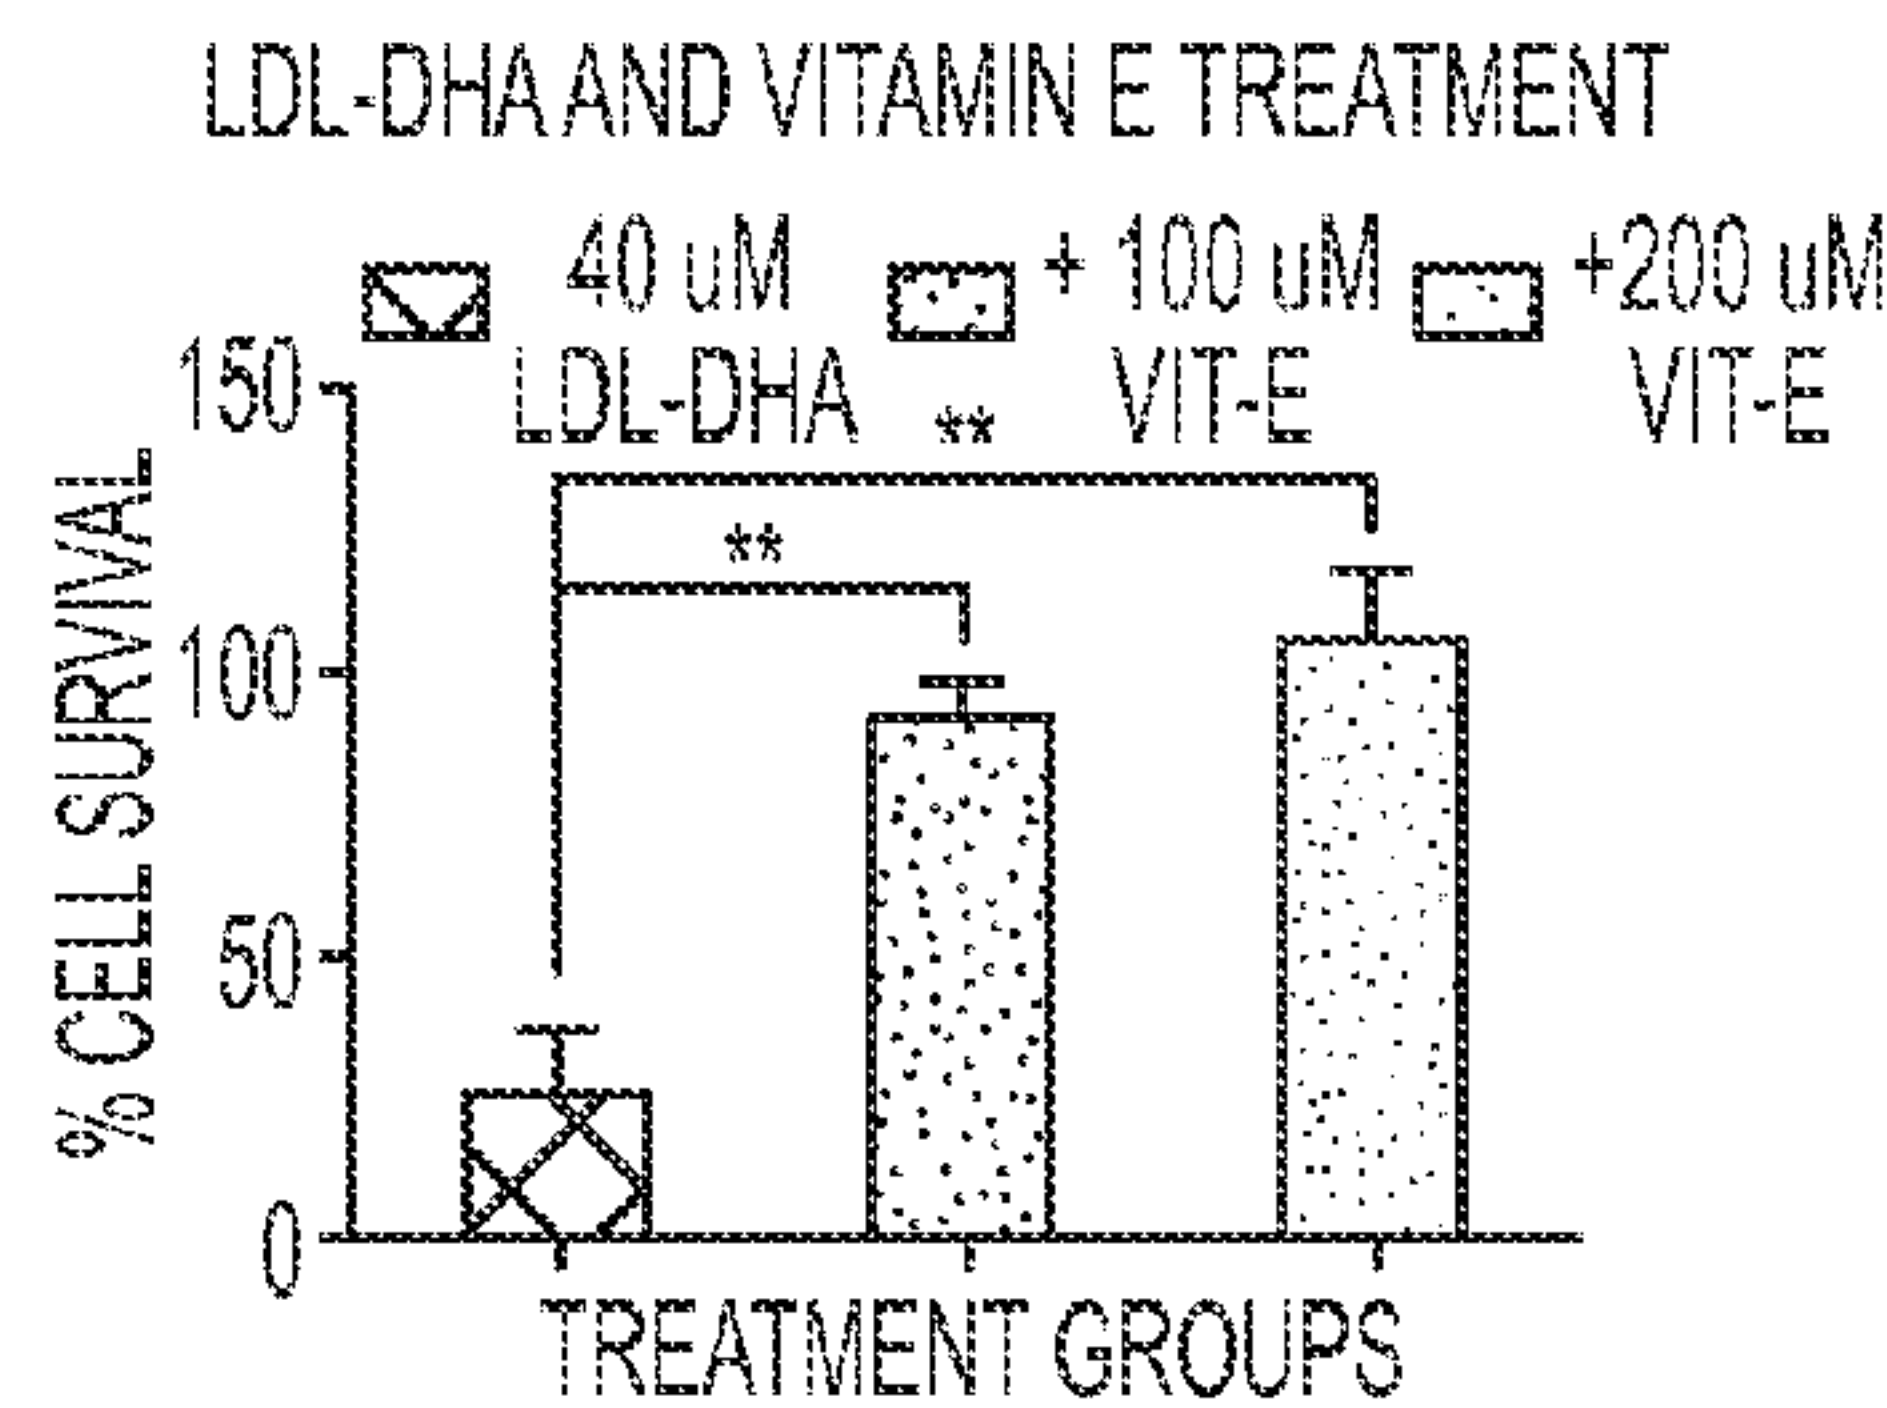 LDL-DHA AND VITAMIN E TREATMENT
40 uM LDL-DHA
+ 100 uM VIT-E
+200 uM VIT-E
150
100
50
0
% CELL SURVIVAL
**
**
TREATMENT GROUPS